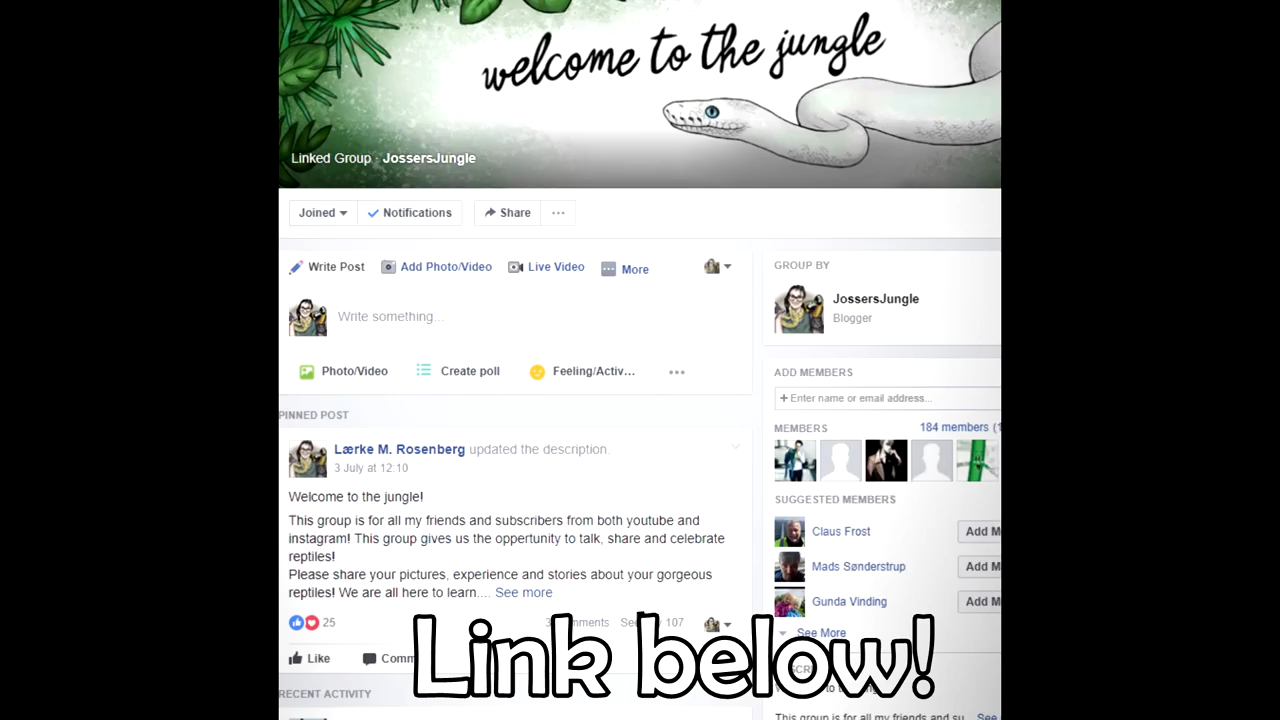 welcome to the jungle
Linked Group · JossersJungle
Joined
Notifications
Share
Write Post
Add Photo/Video
Live Video
More
Write something...
Photo/Video
Create poll
Feeling/Activ...
PINNED POST
Lærke M. Rosenberg updated the description.
3 July at 12:10
Welcome to the jungle!
This group is for all my friends and subscribers from both youtube and
instagram! This group gives us the oppertunity to talk, share and celebrate
reptiles!
Please share your pictures, experience and stories about your gorgeous
reptiles! We are all here to learn.... See more
25
107
Like
RECENT ACTIVITY
GROUP BY
JossersJungle
Blogger
ADD MEMBERS
+ Enter name or email address...
MEMBERS
184 members
SUGGESTED MEMBERS
Claus Frost
Add M
Mads Sønderstrup
Add M
Gunda Vinding
Add M
See More
This group is for all my friends and su
See
Link below!